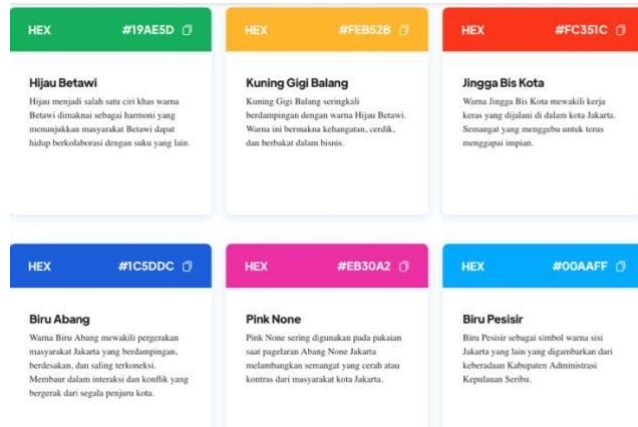 HEX #19AE5D
Hijau Betawi
Hijau menjadi salah satu ciri khas warna
Betawi dimaknai sebagai harmoni yang
menunjukkan masyarakat Betawi dapat
hidup berkolaborasi dengan suku yang lain.
HEX #FEB52B
Kuning Gigi Balang
Kuning Gigi Balang seringkali
berdampingan dengan warna Hijau Betawi.
Warna ini bermakna kehangatan, cerdik,
dan berbakat dalam bisnis.
HEX #FC351C
Jingga Bis Kota
Warna Jingga Bis Kota mewakili kerja
keras yang dijalani di dalam kota Jakarta.
Semangat yang menggebu untuk terus
menggapai impian.
HEX #1C5DDC
Biru Abang
Warna Biru Abang mewakili pergerakan
masyarakat Jakarta yang berdampingan,
berdesakan, dan saling terkoneksi.
Membaur dalam interaksi dan konflik yang
bergerak dari segala penjuru kota.
HEX #EB30A2
Pink None
Pink None sering digunakan pada pakaian
saat pagelaran Abang None Jakarta
melambangkan semangat yang cerah atau
kontras dari masyarakat kota Jakarta.
HEX #00AAFF
Biru Pesisir
Biru Pesisir sebagai simbol warna sisi
Jakarta yang lain yang digambarkan dari
keberadaan Kabupaten Administrasi
Kepulauan Seribu.